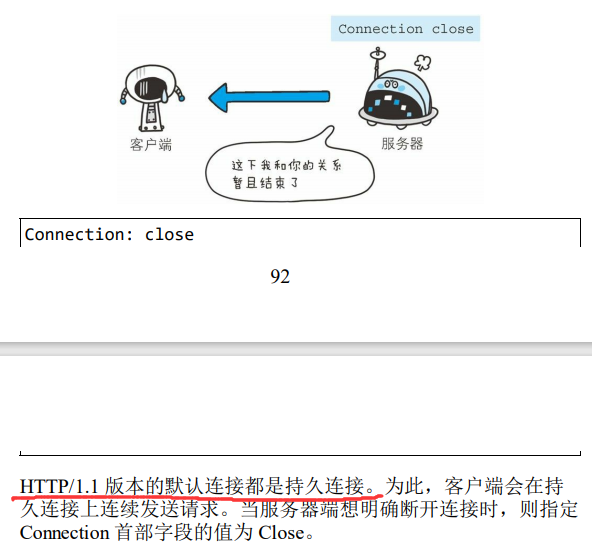 Connection close
客户端
服务器
这下我和你的关系
暂且结束了
Connection: close
92
HTTP/1.1 版本的默认连接都是持久连接。为此，客户端会在持
久连接上连续发送请求。当服务器端想明确断开连接时，则指定
Connection 首部字段的值为 Close。